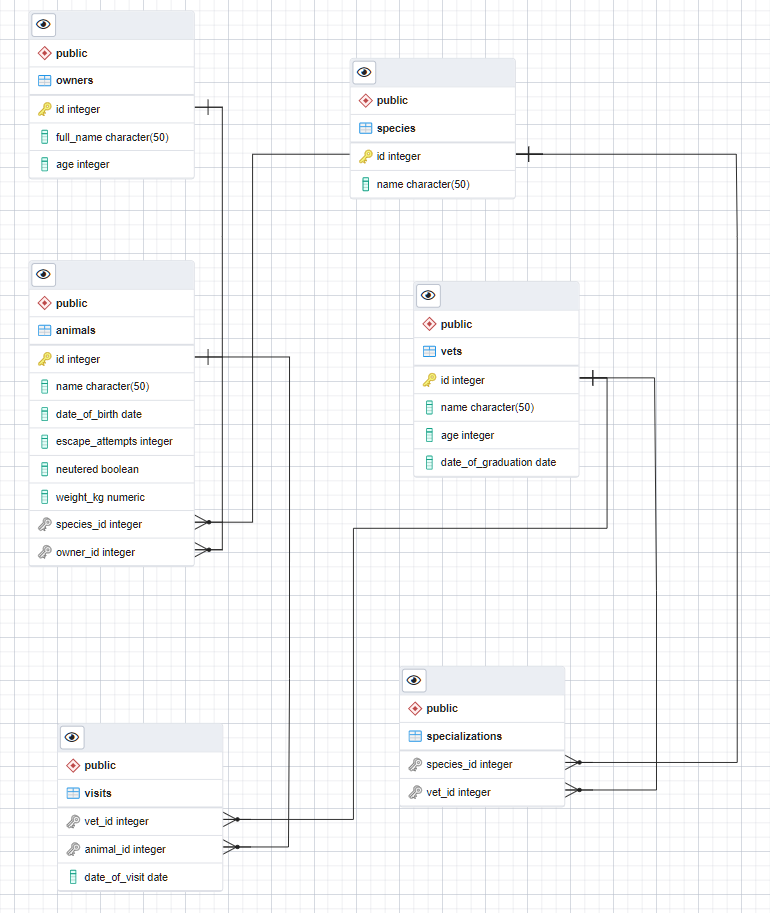 public
owners
id integer
full_name character(50)
age integer
public
species
id integer
name character(50)
public
animals
id integer
name character(50)
date_of_birth date
escape_attempts integer
neutered boolean
weight_kg numeric
species_id integer
owner_id integer
public
vets
id integer
name character(50)
age integer
date_of_graduation date
public
specializations
species_id integer
vet_id integer
public
visits
vet_id integer
animal_id integer
date_of_visit date